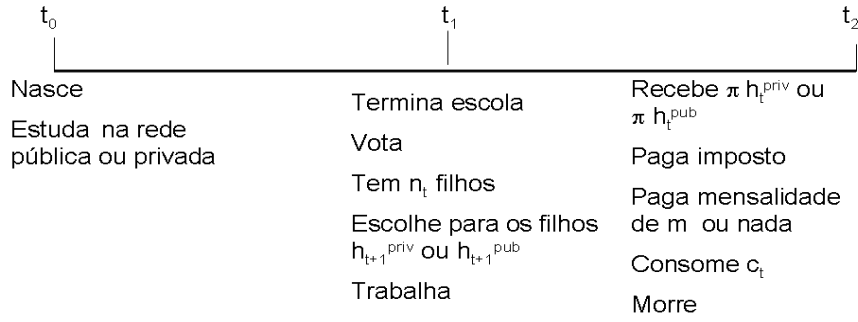 t₀
t₁
t₂
Nasce
Estuda na rede
pública ou privada
Termina escola
Vota
Tem nₜ filhos
Escolhe para os filhos
hₜ₊₁ᵖʳⁱᵛ ou hₜ₊₁ᵖᵘᵇ
Trabalha
Recebe π hₜᵖʳⁱᵛ ou
π hₜᵖᵘᵇ
Paga imposto
Paga mensalidade
de m ou nada
Consome cₜ
Morre